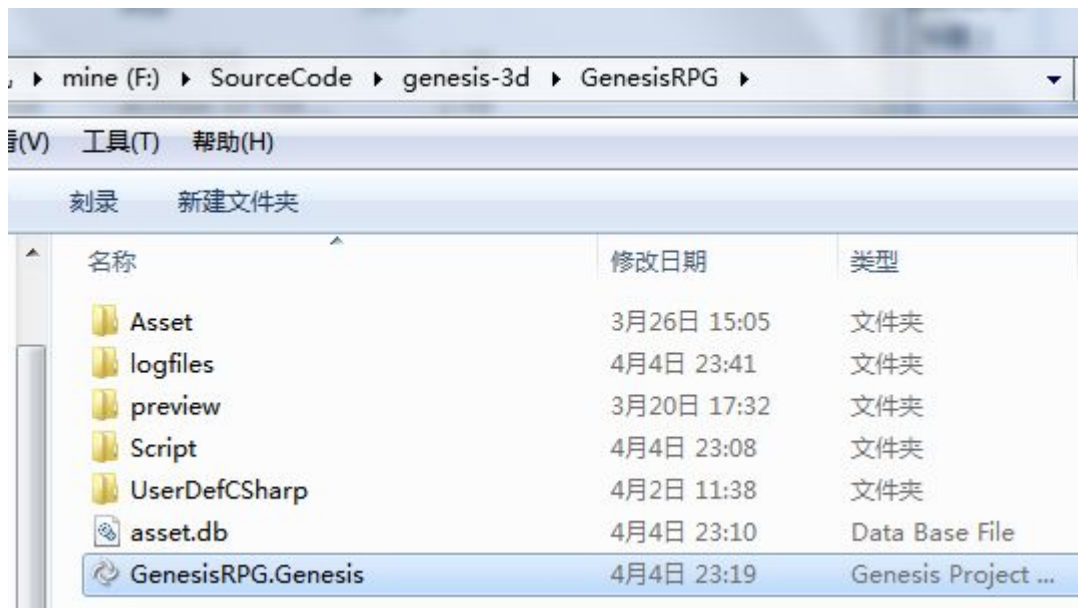 mine (F:) ▸ SourceCode ▸ genesis-3d ▸ GenesisRPG ▸
看(V) 工具(T) 帮助(H)
刻录 新建文件夹
名称 修改日期 类型
Asset 3月26日 15:05 文件夹
logfiles 4月4日 23:41 文件夹
preview 3月20日 17:32 文件夹
Script 4月4日 23:08 文件夹
UserDefCSharp 4月2日 11:38 文件夹
asset.db 4月4日 23:10 Data Base File
GenesisRPG.Genesis 4月4日 23:19 Genesis Project ...